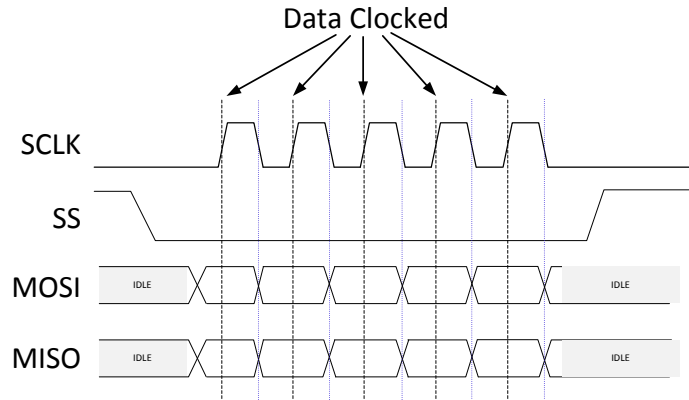 Data Clocked
SCLK
SS
MOSI
IDLE
IDLE
MISO
IDLE
IDLE